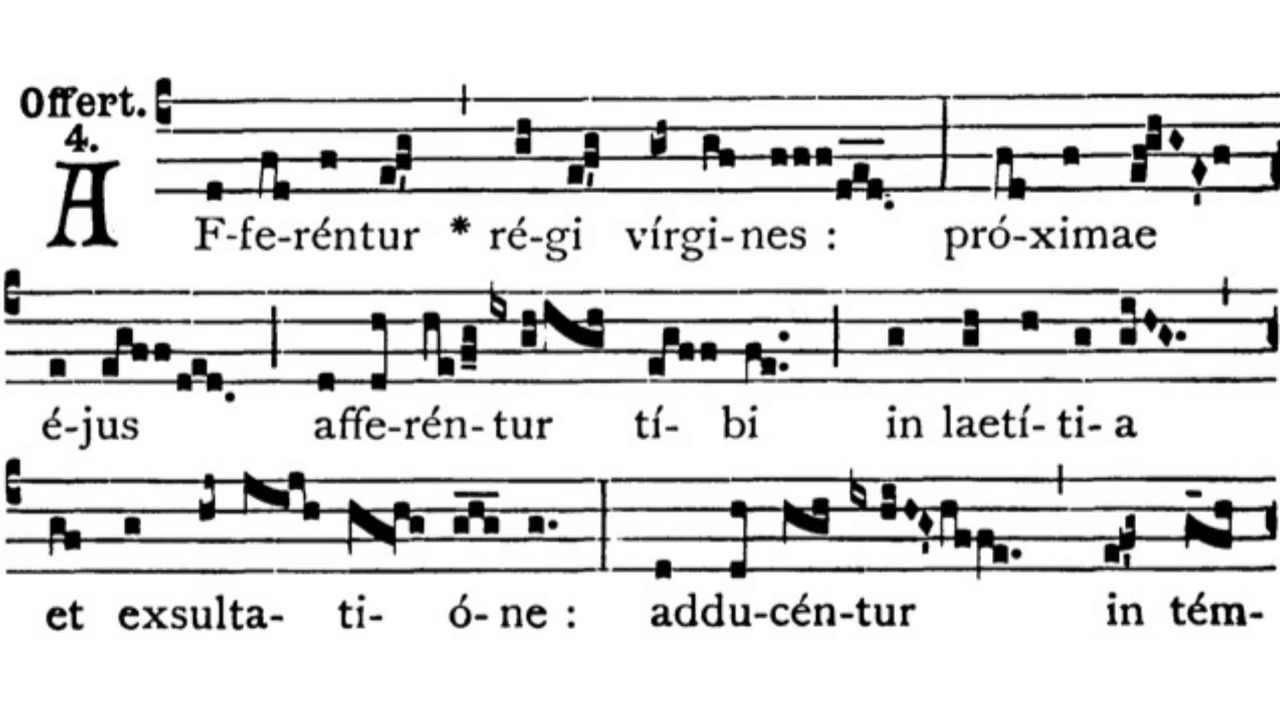 Offert.
4.
AF-fe-réntur * ré-gi vírgi-nes : pró-ximae
é-jus affe-rén-tur tí- bi in laetí- ti- a
et exsulta- ti- ó- ne : addu-cén-tur in tém-